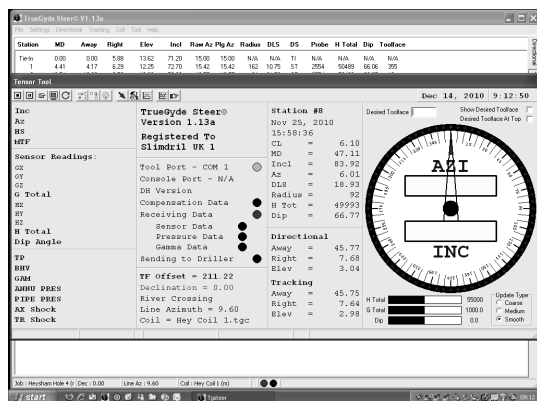 TrueGyde Steer© V1.13a
File Settings Directional Tracking Coil Tool Help
Station MD Away Right Elev Incl Raw Az Plg Az Radius DLS DS Probe H Total Dip Toolface
Tie-In 0.00 0.00 5.88 13.62 71.20 15.00 15.00 N/A N/A TI N/A N/A N/A N/A
1 4.41 4.17 6.29 12.25 72.70 15.42 15.42 162 10.75 ST 2554 50489 66.06 355
Directional
Tensor Tool
Dec 14, 2010 9:12:50
Inc
Az
HS
MTF
Sensor Readings:
GX
GY
GZ
G Total
HX
HY
HZ
H Total
Dip Angle
TP
BHV
GAM
ANNU PRES
PIPE PRES
AX Shock
TR Shock
TrueGyde Steer©
Version 1.13a
Registered To
Slimdril UK 1
Tool Port - COM 1
Console Port - N/A
DH Version
Compensation Data
Receiving Data
Sensor Data
Pressure Data
Gamma Data
Sending to Driller
TF Offset = 211.22
Declination = 0.00
River Crossing
Line Azimuth = 9.60
Coil = Hey Coil 1.tgc
Station #8
Nov 25, 2010
15:58:36
CL = 6.10
MD = 47.11
Incl = 83.92
Az = 6.01
DLS = 18.93
Radius = 92
H Tot = 49993
Dip = 66.77
Directional
Away = 45.77
Right = 7.68
Elev = 3.04
Tracking
Away = 45.75
Right = 7.64
Elev = 2.98
Desired Toolface
Show Desired Toolface
Desired Toolface At Top
AZI
INC
H Total 55000
G Total 1000.0
Dip 0.0
Update Type
Coarse
Medium
Smooth
Job : Heysham Hole 4 (r Dec : 0.00 Line Az : 9.60 Coil : Hey Coil 1 (m)
start
Tgsteer
09:12